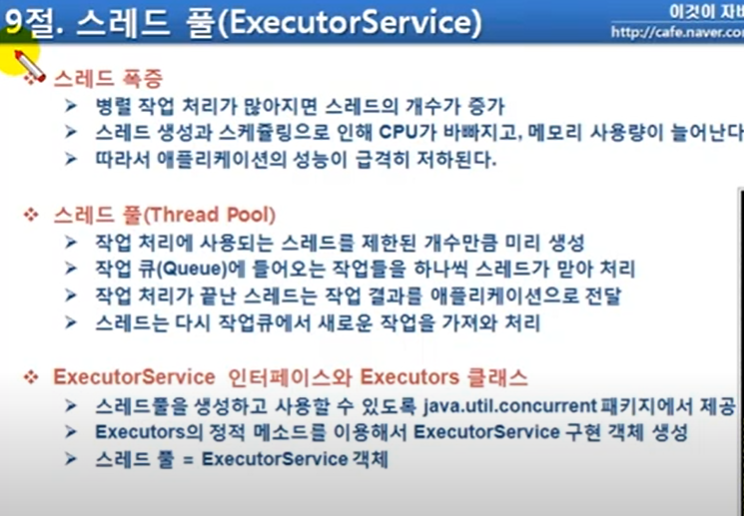 9절. 스레드 풀(ExecutorService)
이것이 자바
http://cafe.naver.com
❖ 스레드 폭증
➤ 병렬 작업 처리가 많아지면 스레드의 개수가 증가
➤ 스레드 생성과 스케쥴링으로 인해 CPU가 바빠지고, 메모리 사용량이 늘어난다
➤ 따라서 애플리케이션의 성능이 급격히 저하된다.
❖ 스레드 풀(Thread Pool)
➤ 작업 처리에 사용되는 스레드를 제한된 개수만큼 미리 생성
➤ 작업 큐(Queue)에 들어오는 작업들을 하나씩 스레드가 맡아 처리
➤ 작업 처리가 끝난 스레드는 작업 결과를 애플리케이션으로 전달
➤ 스레드는 다시 작업큐에서 새로운 작업을 가져와 처리
❖ ExecutorService 인터페이스와 Executors 클래스
➤ 스레드풀을 생성하고 사용할 수 있도록 java.util.concurrent 패키지에서 제공
➤ Executors의 정적 메소드를 이용해서 ExecutorService 구현 객체 생성
➤ 스레드 풀 = ExecutorService 객체